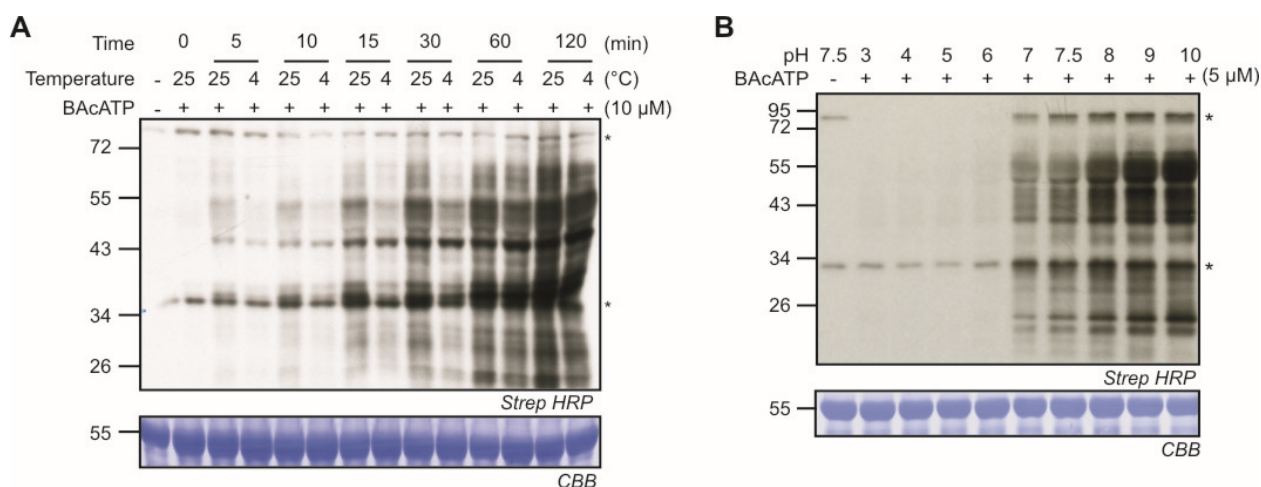 A
Time 0 5 10 15 30 60 120 (min)
Temperature - 25 25 4 25 4 25 4 25 4 25 4 25 4 (°C)
BAcATP - + + + + + + + + + + + + + (10 µM)
72
55
43
34
26
*
*
Strep HRP
55
CBB
B
pH 7.5 3 4 5 6 7 7.5 8 9 10
BAcATP - + + + + + + + + + (5 µM)
95
72
55
43
34
26
*
*
Strep HRP
55
CBB